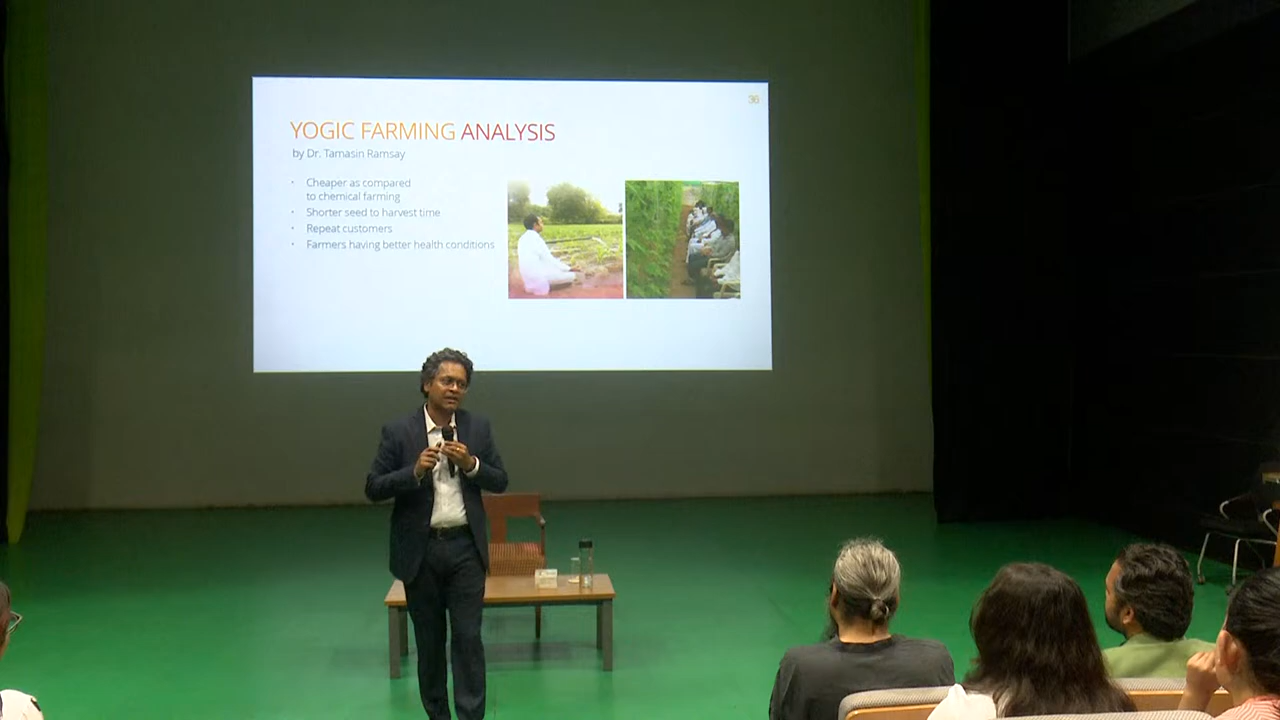 36
YOGIC FARMING ANALYSIS
by Dr. Tamasin Ramsay
· Cheaper as compared
to chemical farming
· Shorter seed to harvest time
· Repeat customers
· Farmers having better health conditions